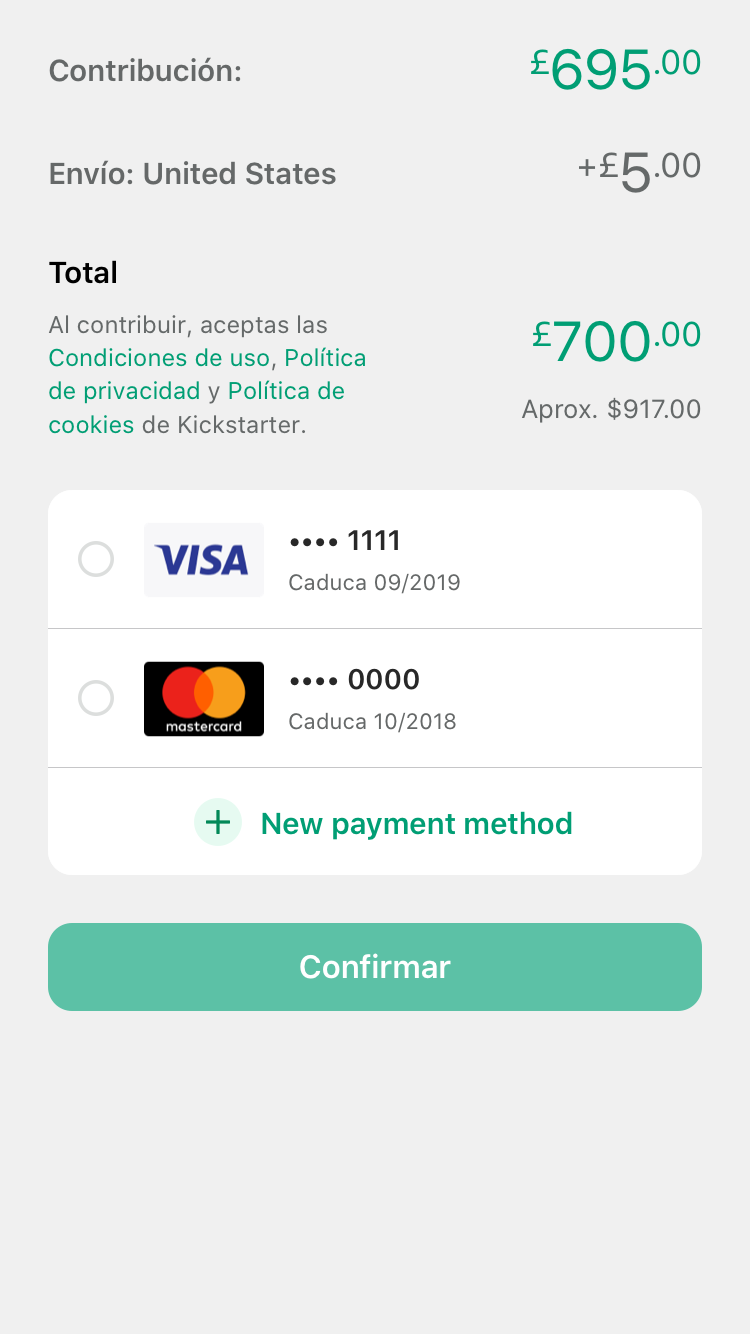 Contribución: £695.00
Envío: United States +£5.00
Total
Al contribuir, aceptas las
Condiciones de uso, Política
de privacidad y Política de
cookies de Kickstarter.
£700.00
Aprox. $917.00
VISA
•••• 1111
Caduca 09/2019
mastercard
•••• 0000
Caduca 10/2018
+ New payment method
Confirmar